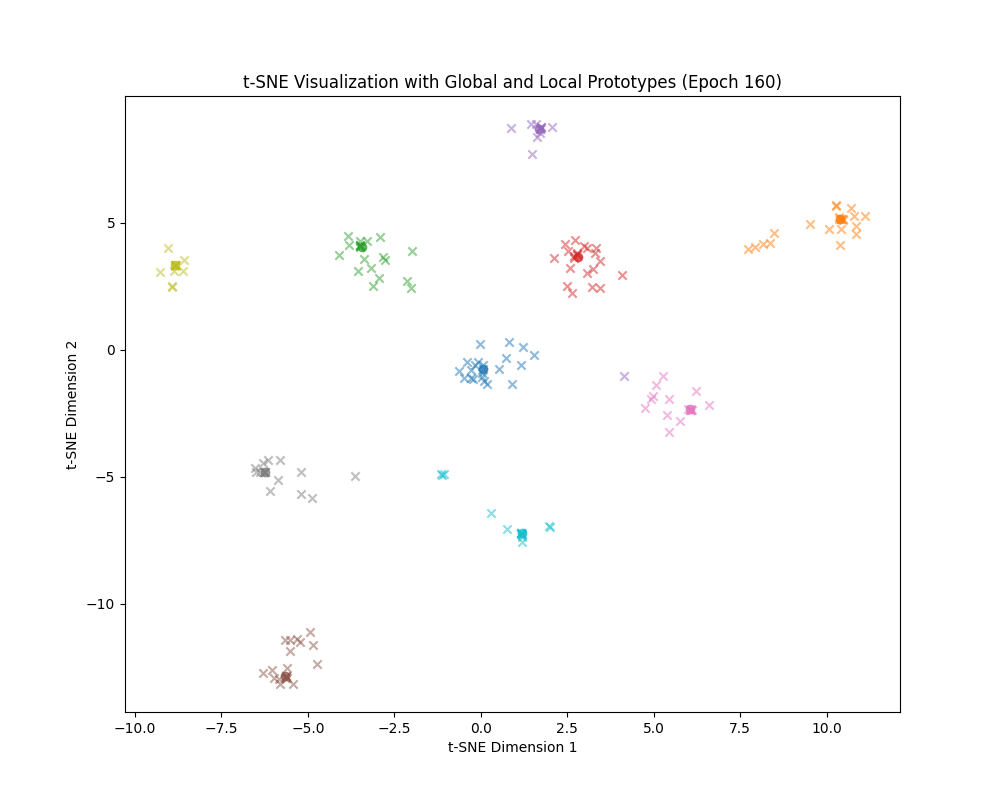 t-SNE Visualization with Global and Local Prototypes (Epoch 160)
t-SNE Dimension 2
5
0
−5
−10
−10.0 −7.5 −5.0 −2.5 0.0 2.5 5.0 7.5 10.0
t-SNE Dimension 1